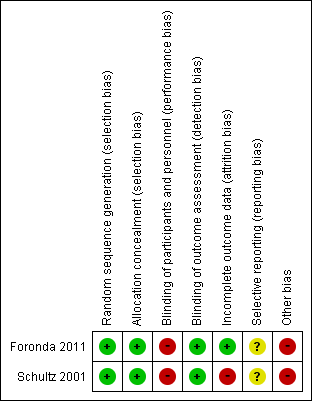 Random sequence generation (selection bias)
Allocation concealment (selection bias)
Blinding of participants and personnel (performance bias)
Blinding of outcome assessment (detection bias)
Incomplete outcome data (attrition bias)
Selective reporting (reporting bias)
Other bias
Foronda 2011 + + - + + ? -
Schultz 2001 + + - + - ? -